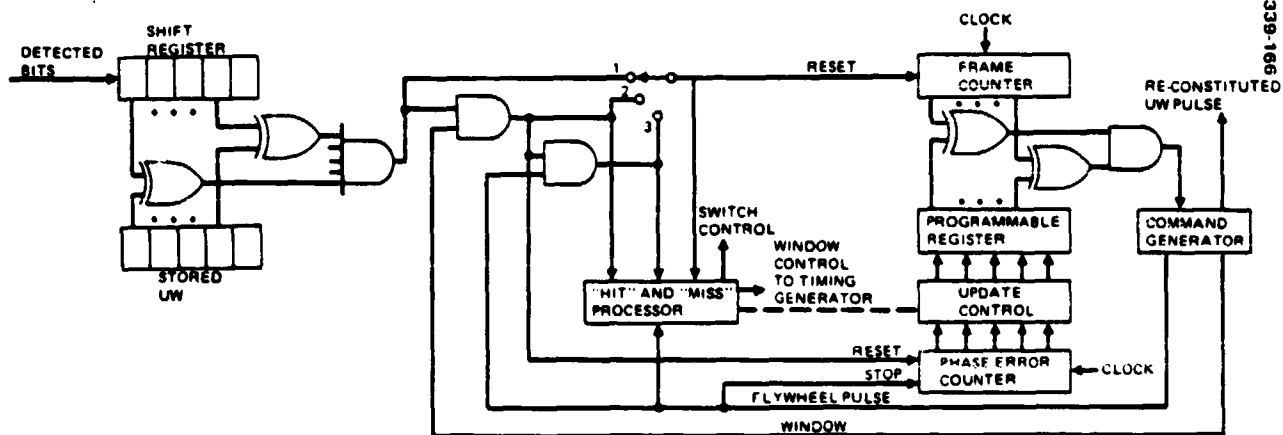 339-166
DETECTED
BITS
SHIFT
REGISTER
STORED
UW
1
2
3
RESET
CLOCK
FRAME
COUNTER
RE-CONSTITUTED
UW PULSE
SWITCH
CONTROL
WINDOW
CONTROL
TO TIMING
GENERATOR
"HIT" AND "MISS"
PROCESSOR
PROGRAMMABLE
REGISTER
COMMAND
GENERATOR
UPDATE
CONTROL
RESET
STOP
PHASE ERROR
COUNTER
CLOCK
FLYWHEEL PULSE
WINDOW